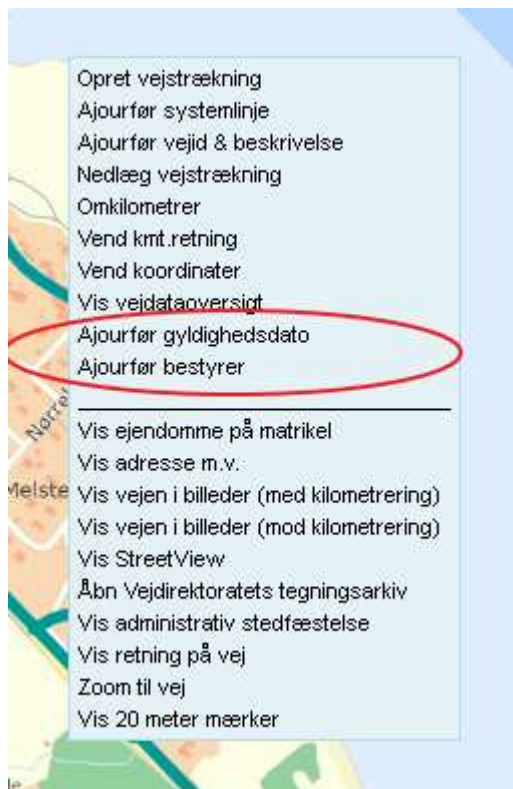 Opret vejstrækning
Ajourfør systemlinje
Ajourfør vejid & beskrivelse
Nedlæg vejstrækning
Omkilometrer
Vend kmt.retning
Vend koordinater
Vis vejdataoversigt
Ajourfør gyldighedsdato
Ajourfør bestyrer
Nørre
Vis ejendomme på matrikel
Vis adresse m.v.
Melste
Vis vejen i billeder (med kilometrering)
Vis vejen i billeder (mod kilometrering)
Vis StreetView
Åbn Vejdirektoratets tegningsarkiv
Vis administrativ stedfæstelse
Vis retning på vej
Zoom til vej
Vis 20 meter mærker